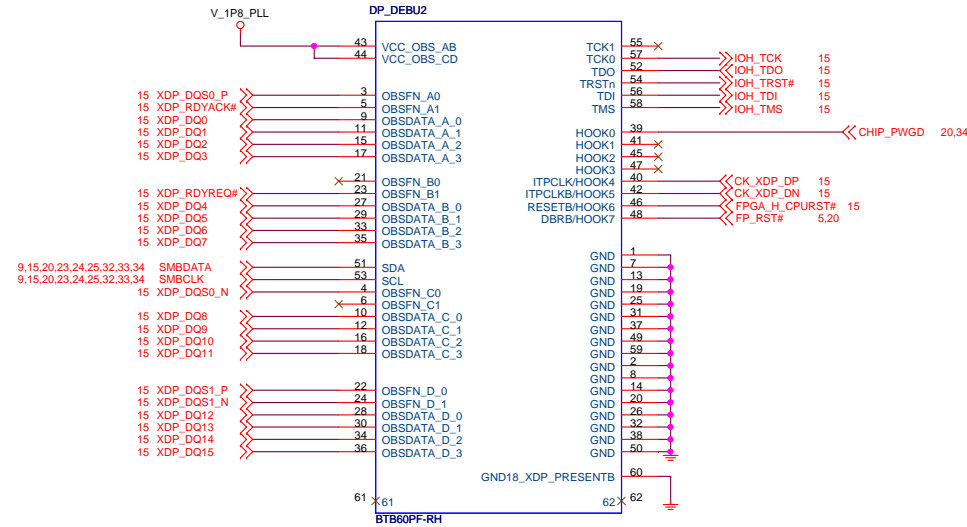 V_1P8_PLL
DP_DEBU2
43 VCC_OBS_AB
44 VCC_OBS_CD
15 XDP_DQS0_P 3 OBSFN_A0
15 XDP_RDYACK# 5 OBSFN_A1
15 XDP_DQ0 9 OBSDATA_A_0
15 XDP_DQ1 11 OBSDATA_A_1
15 XDP_DQ2 15 OBSDATA_A_2
15 XDP_DQ3 17 OBSDATA_A_3
21 OBSFN_B0
15 XDP_RDYREQ# 23 OBSFN_B1
15 XDP_DQ4 27 OBSDATA_B_0
15 XDP_DQ5 29 OBSDATA_B_1
15 XDP_DQ6 33 OBSDATA_B_2
15 XDP_DQ7 35 OBSDATA_B_3
9,15,20,23,24,25,32,33,34 SMBDATA 51 SDA
9,15,20,23,24,25,32,33,34 SMBCLK 53 SCL
15 XDP_DQS0_N 4 OBSFN_C0
6 OBSFN_C1
15 XDP_DQ8 10 OBSDATA_C_0
15 XDP_DQ9 12 OBSDATA_C_1
15 XDP_DQ10 16 OBSDATA_C_2
15 XDP_DQ11 18 OBSDATA_C_3
15 XDP_DQS1_P 22 OBSFN_D_0
15 XDP_DQS1_N 24 OBSFN_D_1
15 XDP_DQ12 28 OBSDATA_D_0
15 XDP_DQ13 30 OBSDATA_D_1
15 XDP_DQ14 34 OBSDATA_D_2
15 XDP_DQ15 36 OBSDATA_D_3
61 61
TCK1 55
TCK0 57 IOH_TCK 15
TDO 52 IOH_TDO 15
TRSTn 54 IOH_TRST# 15
TDI 56 IOH_TDI 15
TMS 58 IOH_TMS 15
HOOK0 39 CHIP_PWGD 20,34
HOOK1 41
HOOK2 45
HOOK3 47
ITPCLK/HOOK4 40 CK_XDP_DP 15
ITPCLKB/HOOK5 42 CK_XDP_DN 15
RESETB/HOOK6 46 FPGA_H_CPURST# 15
DBRB/HOOK7 48 FP_RST# 5,20
GND 1
GND 7
GND 13
GND 19
GND 25
GND 31
GND 37
GND 49
GND 59
GND 2
GND 8
GND 14
GND 20
GND 26
GND 32
GND 38
GND 50
GND18_XDP_PRESENTB 60
62 62
BTB60PF-RH